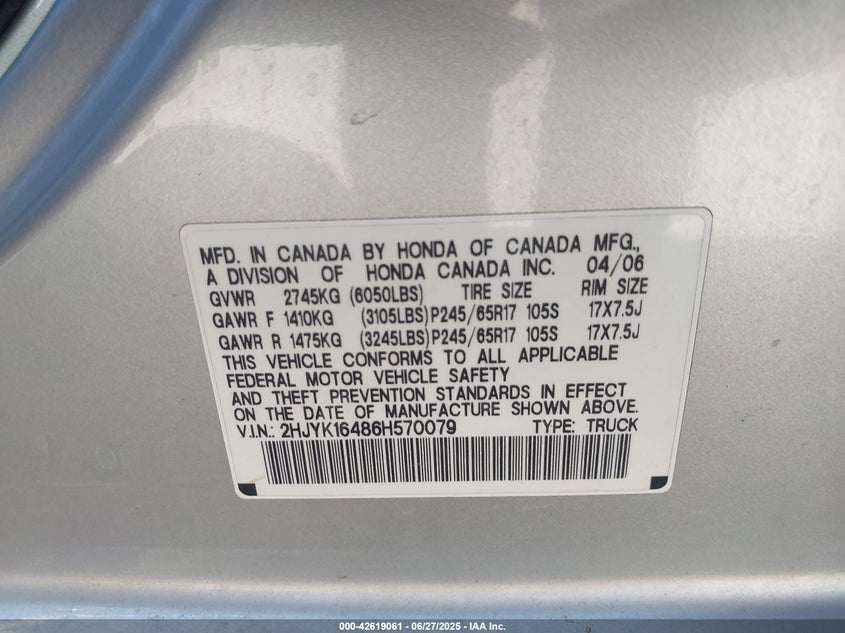 MFD. IN CANADA BY HONDA OF CANADA MFG.,
A DIVISION OF HONDA CANADA INC. 04/06
GVWR 2745KG (6050LBS) TIRE SIZE RIM SIZE
GAWR F 1410KG (3105LBS)P245/65R17 105S 17X7.5J
GAWR R 1475KG (3245LBS)P245/65R17 105S 17X7.5J
THIS VEHICLE CONFORMS TO ALL APPLICABLE
FEDERAL MOTOR VEHICLE SAFETY
AND THEFT PREVENTION STANDARDS IN EFFECT
ON THE DATE OF MANUFACTURE SHOWN ABOVE.
V.I.N.: 2HJYK16486H570079 TYPE: TRUCK
000-42619061 - 06/27/2025 - IAA Inc.